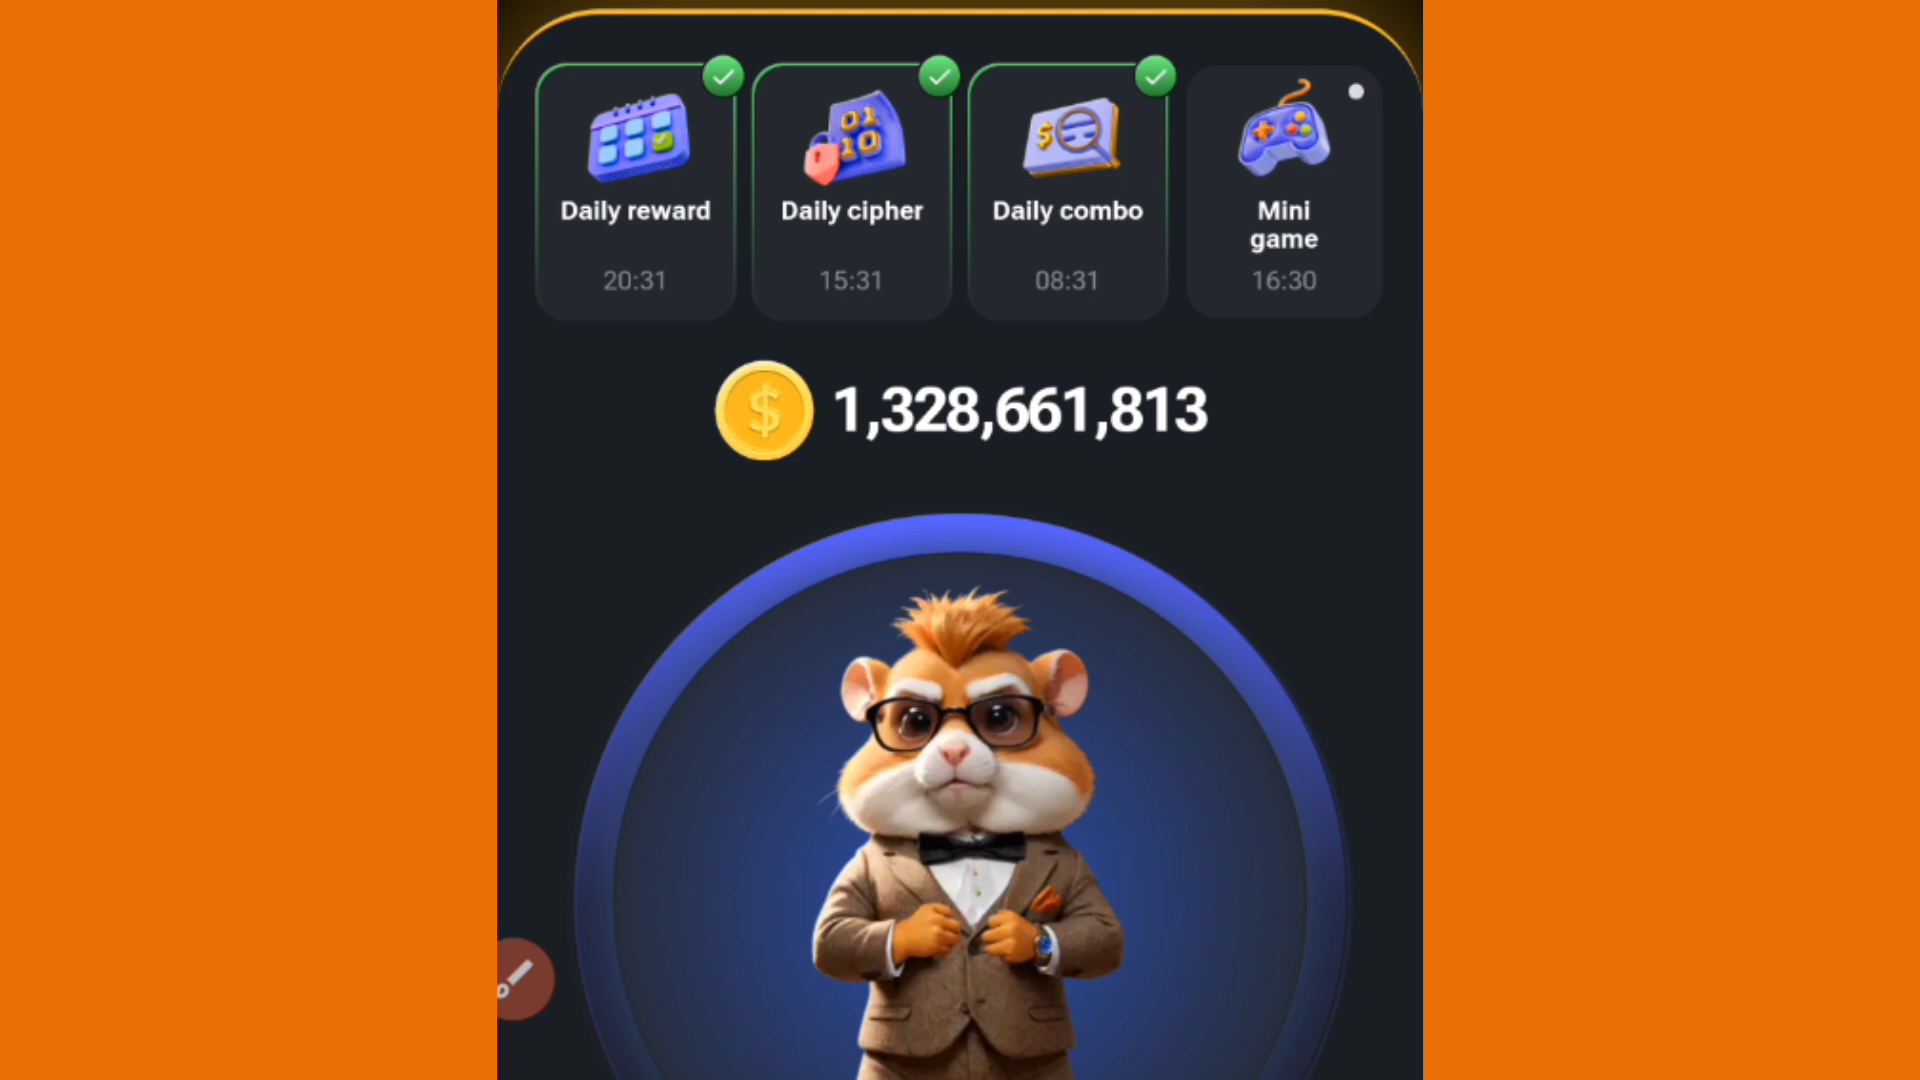 Daily reward
20:31
Daily cipher
15:31
Daily combo
08:31
Mini
game
16:30
1,328,661,813